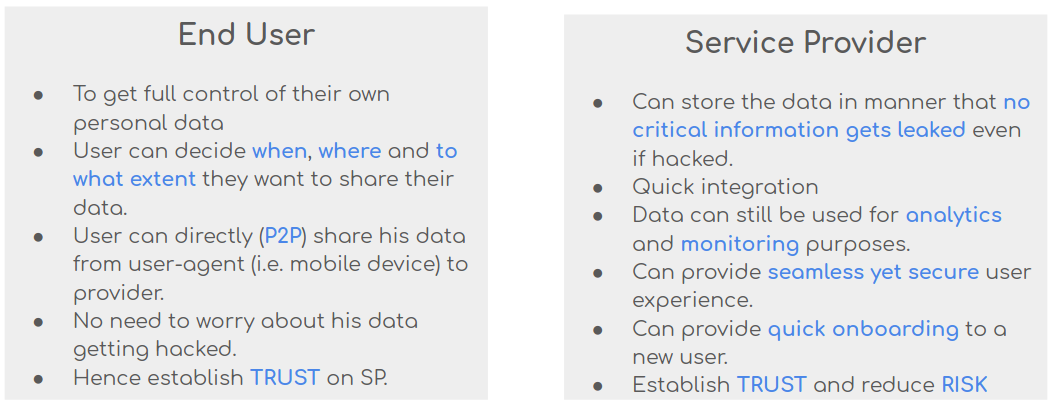 End User
● To get full control of their own
personal data
● User can decide when, where and to
what extent they want to share their
data.
● User can directly (P2P) share his data
from user-agent (i.e. mobile device) to
provider.
● No need to worry about his data
getting hacked.
● Hence establish TRUST on SP.
Service Provider
● Can store the data in manner that no
critical information gets leaked even
if hacked.
● Quick integration
● Data can still be used for analytics
and monitoring purposes.
● Can provide seamless yet secure user
experience.
● Can provide quick onboarding to a
new user.
● Establish TRUST and reduce RISK